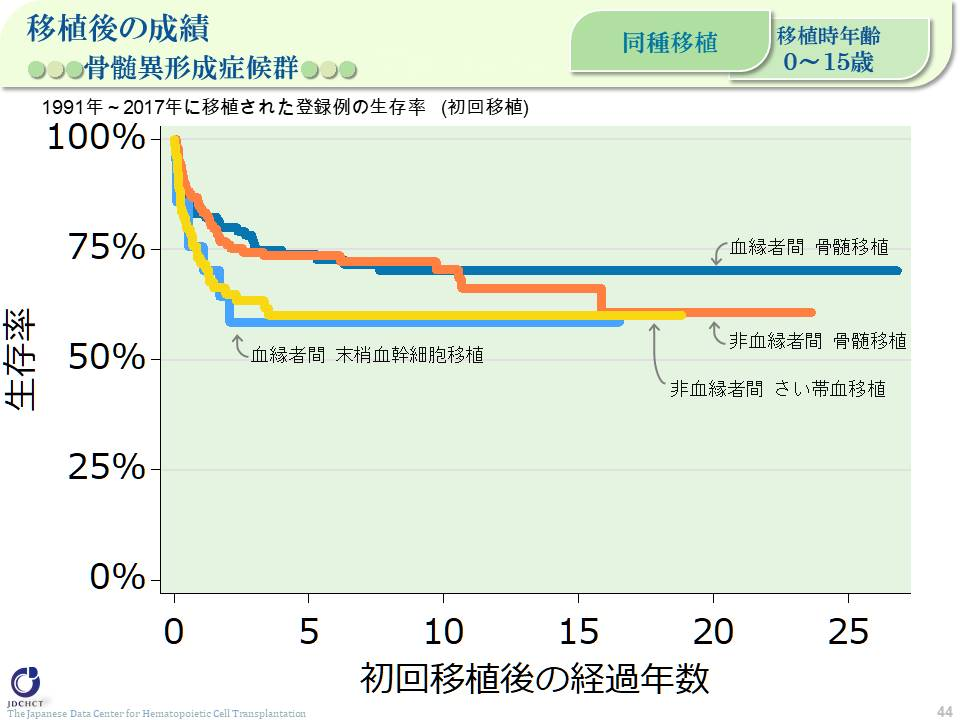 移植後の成績
骨髄異形成症候群
同種移植
移植時年齢
0～15歳
1991年～2017年に移植された登録例の生存率 (初回移植)
100%
75%
50%
25%
0%
生存率
血縁者間 骨髄移植
非血縁者間 骨髄移植
血縁者間 末梢血幹細胞移植
非血縁者間 さい帯血移植
0 5 10 15 20 25
初回移植後の経過年数
JDCHCT
The Japanese Data Center for Hematopoietic Cell Transplantation
44